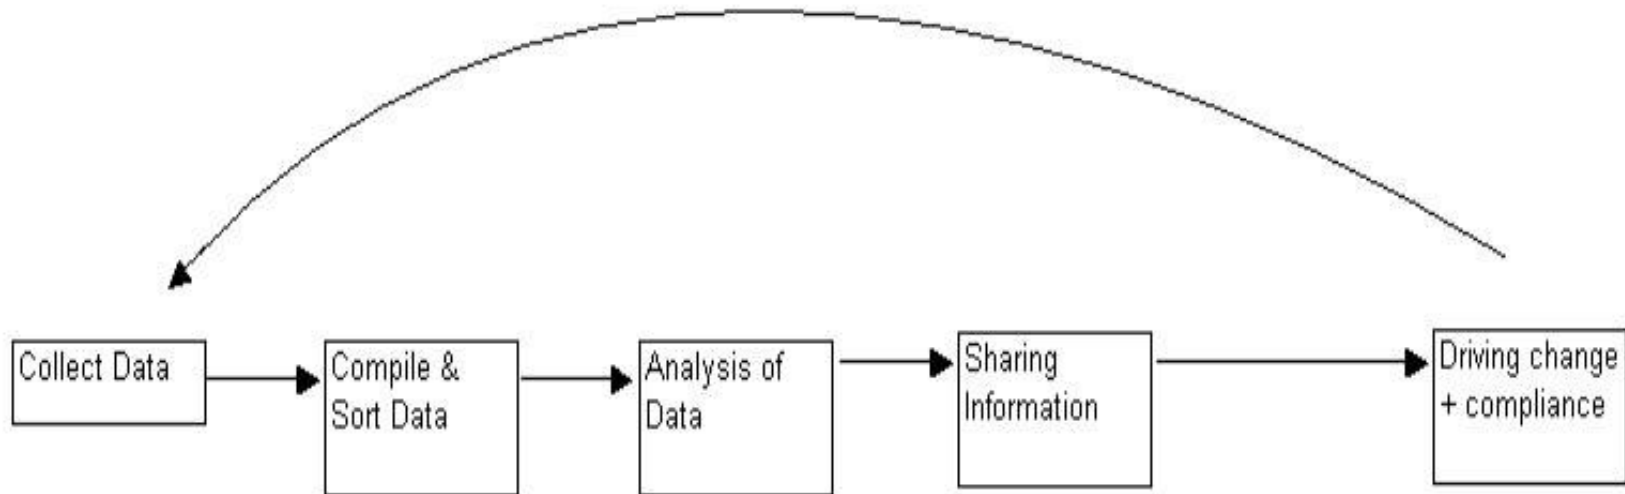 Collect Data
Compile &
Sort Data
Analysis of
Data
Sharing
Information
Driving change
+ compliance